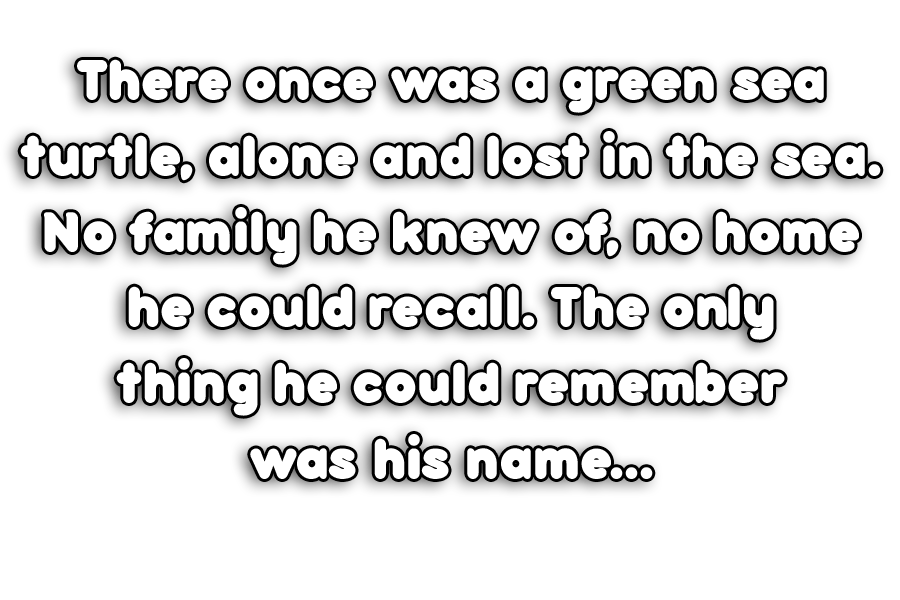 There once was a green sea
turtle, alone and lost in the sea.
No family he knew of, no home
he could recall. The only
thing he could remember
was his name...